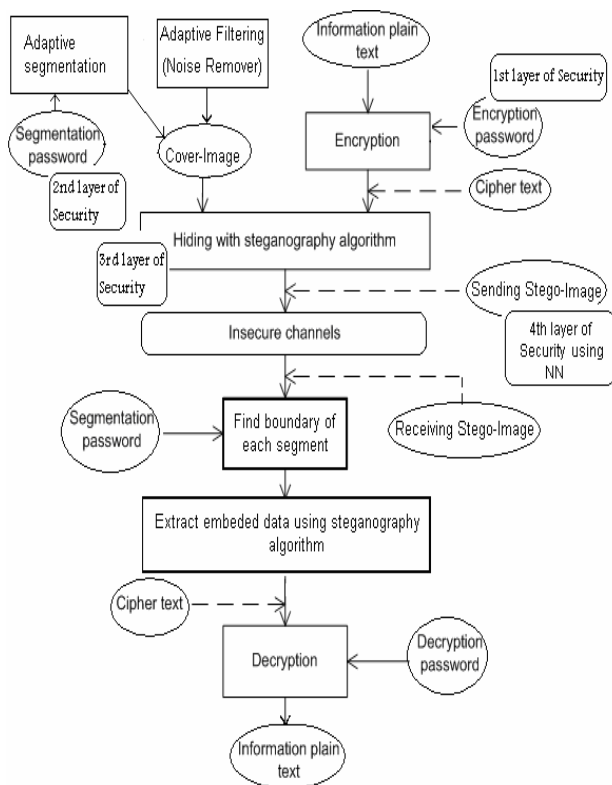 Adaptive
segmentation
Adaptive Filtering
(Noise Remover)
Information plain
text
1st layer of Security
Segmentation
password
Cover-Image
Encryption
Encryption
password
2nd layer of
Security
Cipher text
Hiding with steganography algorithm
3rd layer of
Security
Sending Stego-Image
Insecure channels
4th layer of
Security using
NN
Segmentation
password
Find boundary of
each segment
Receiving Stego-Image
Extract embeded data using steganography
algorithm
Cipher text
Decryption
Decryption
password
Information plain
text